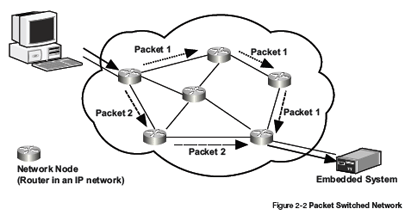 Packet 1
Packet 1
Packet 2
Packet 1
Packet 2
Network Node
(Router in an IP network)
Embedded System
Figure 2-2 Packet Switched Network